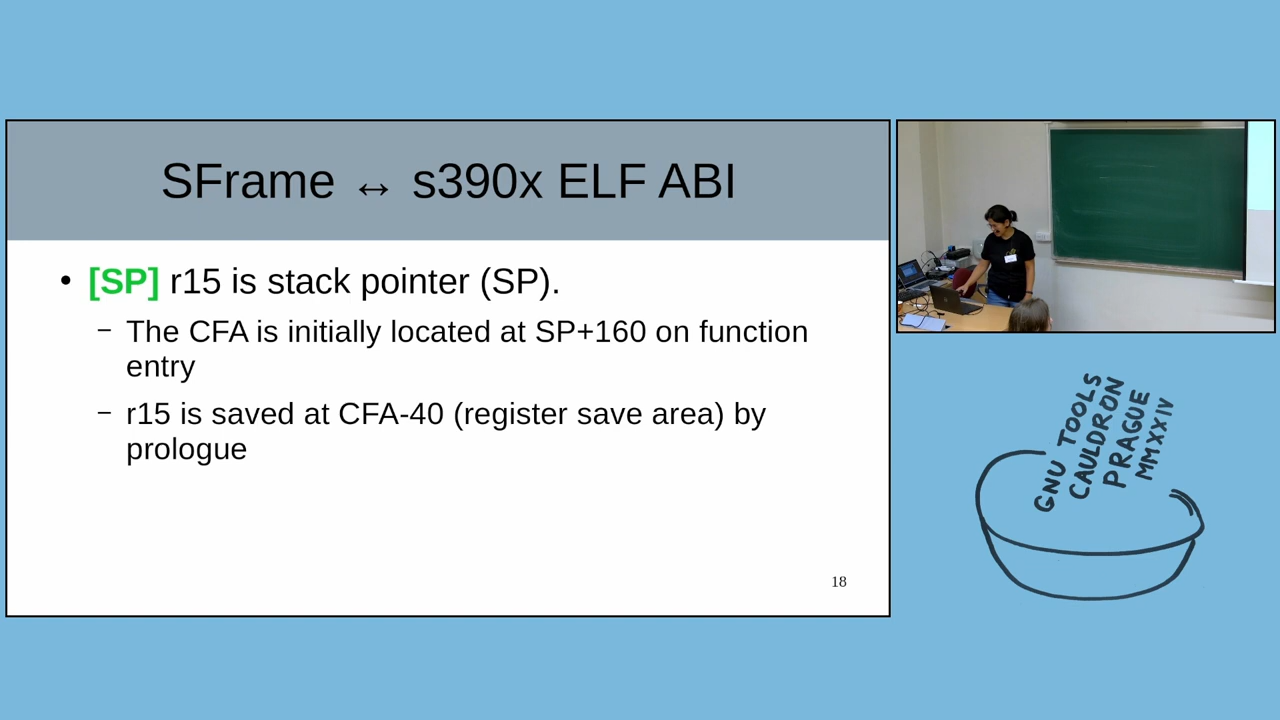 SFrame ↔ s390x ELF ABI
• [SP] r15 is stack pointer (SP).
– The CFA is initially located at SP+160 on function
entry
– r15 is saved at CFA-40 (register save area) by
prologue
18
GNU TOOLS
CAULDRON
PRAGUE
MMXXIV